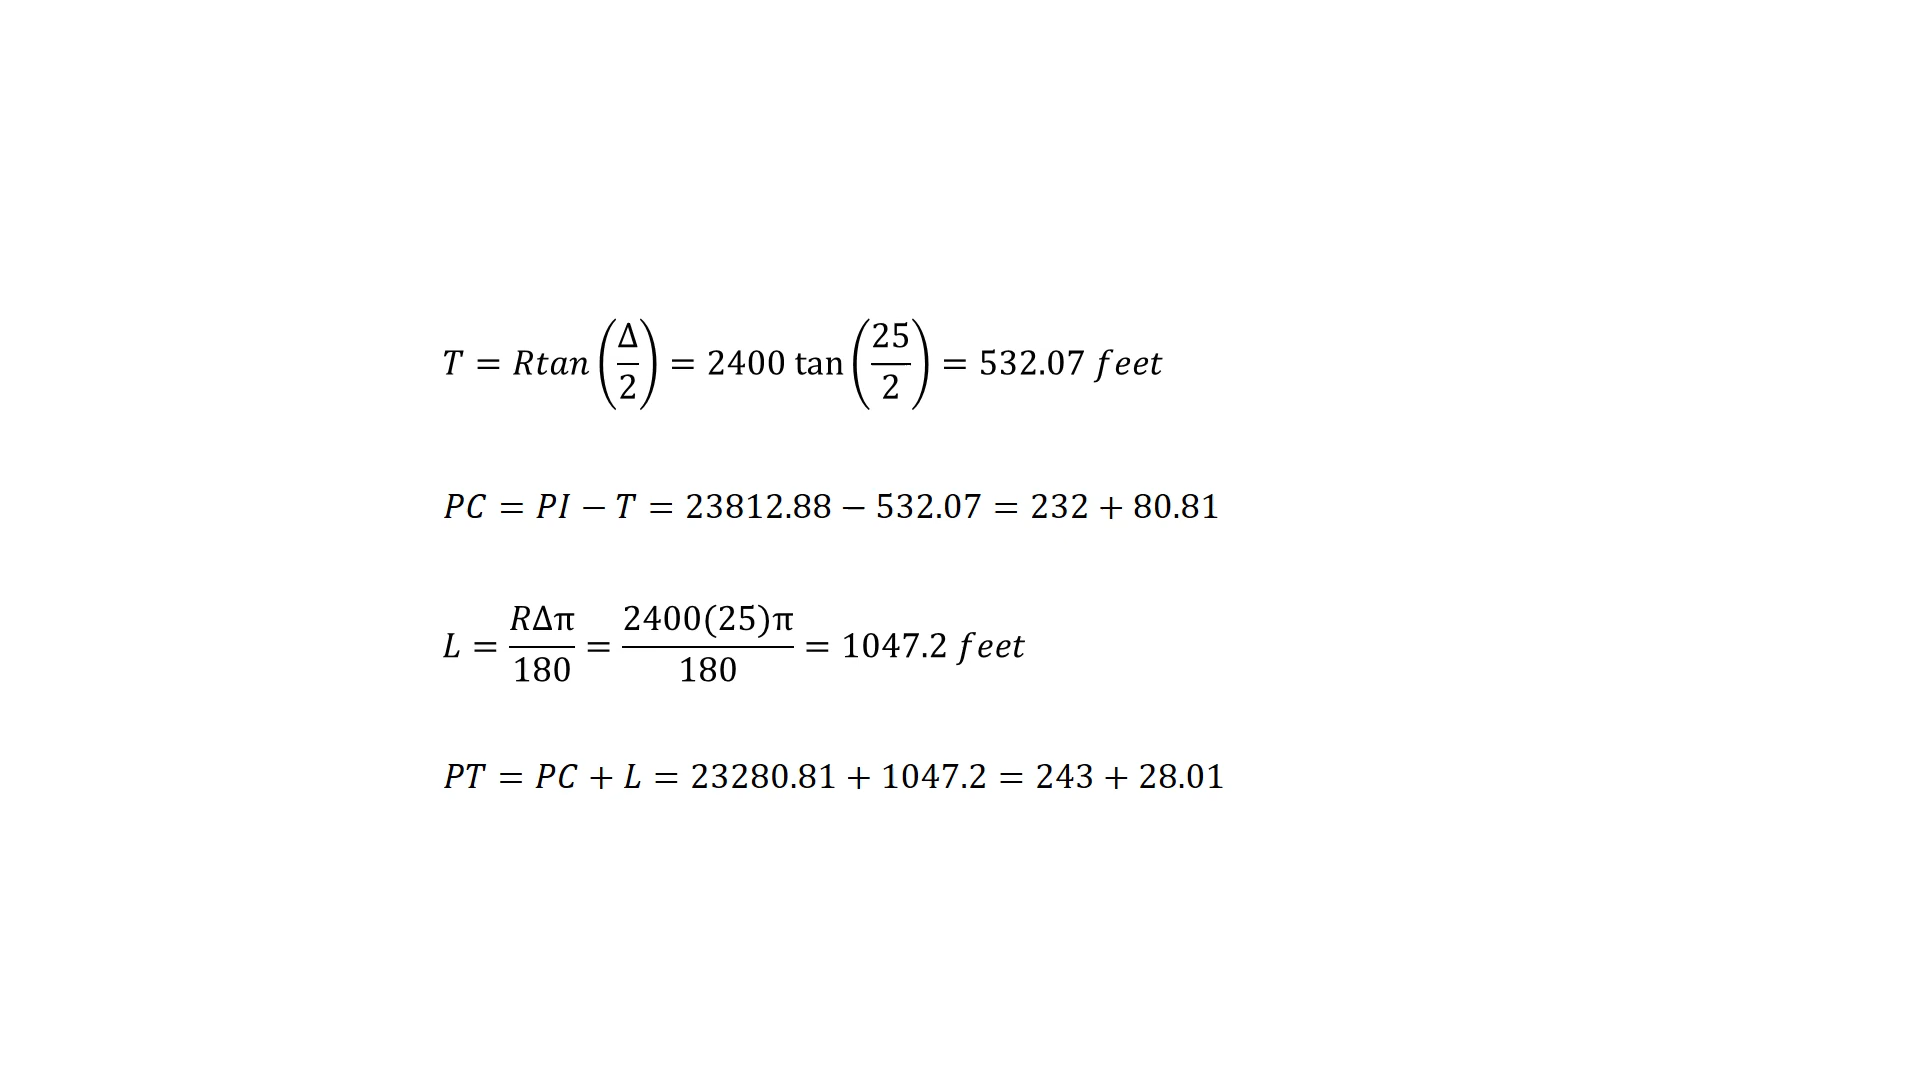 T = Rtan(Δ/2) = 2400 tan(25/2) = 532.07 feet
PC = PI − T = 23812.88 − 532.07 = 232 + 80.81
L = RΔπ/180 = 2400(25)π/180 = 1047.2 feet
PT = PC + L = 23280.81 + 1047.2 = 243 + 28.01